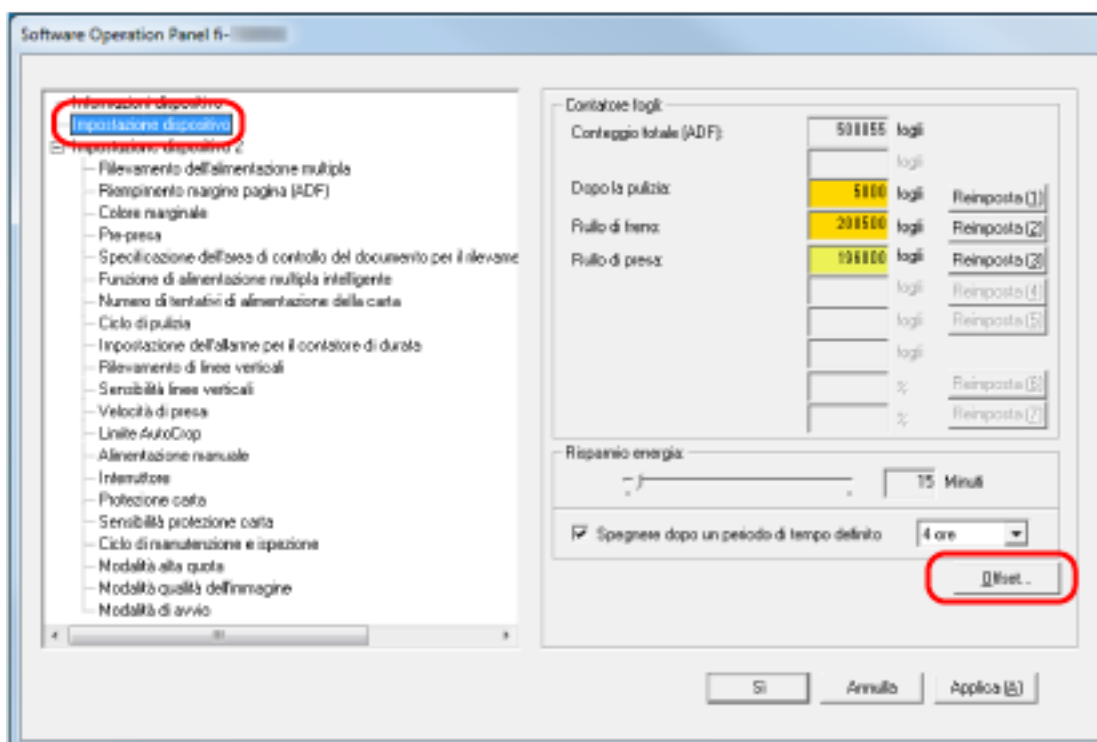 Software Operation Panel fi-
Informazioni dispositivo
Impostazione dispositivo
Impostazione dispositivo 2
Rilevamento dell'alimentazione multipla
Riempimento margine pagina (ADF)
Colore marginale
Pre-presa
Specificazione dell'area di controllo del documento per il rilevame
Funzione di alimentazione multipla intelligente
Numero di tentativi di alimentazione della carta
Ciclo di pulizia
Impostazione dell'allarme per il contatore di durata
Rilevamento di linee verticali
Sensibilità linee verticali
Velocità di presa
Limite AutoCrop
Alimentazione manuale
Interruttore
Protezione carta
Sensibilità protezione carta
Ciclo di manutenzione e ispezione
Modalità alta quota
Modalità qualità dell'immagine
Modalità di avvio
Contatore fogli:
Conteggio totale (ADF): fogli
fogli
Dopo la pulizia: 5000 fogli Reimposta (1)
Rullo di freno: 200500 fogli Reimposta (2)
Rullo di presa: 196000 fogli Reimposta (3)
fogli Reimposta (4)
fogli Reimposta (5)
fogli
% Reimposta (6)
% Reimposta (7)
Risparmio energia:
15 Minuti
Spegnere dopo un periodo di tempo definito 4 ore
Offset...
Sì Annulla Applica (A)